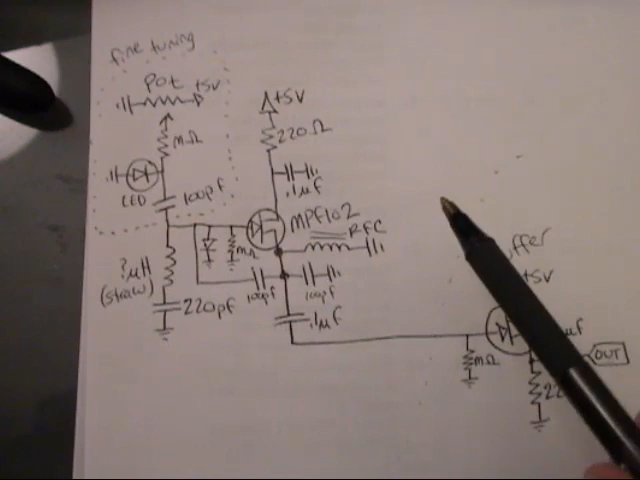 fine tuning
Pot
+5V
MΩ
LED
100pf
+5V
220Ω
.1µf
MPF102
RFC
?µH
(straw)
220pf
MΩ
100pf
100pf
.1µf
ffer
+5V
µf
MΩ
OUT
22